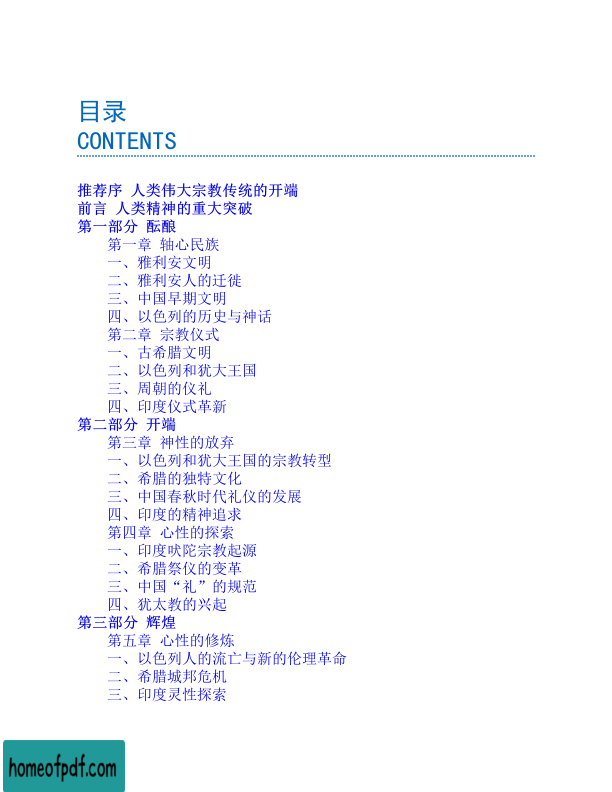 目录
CONTENTS
推荐序 人类伟大宗教传统的开端
前言 人类精神的重大突破
第一部分 酝酿
第一章 轴心民族
一、雅利安文明
二、雅利安人的迁徙
三、中国早期文明
四、以色列的历史与神话
第二章 宗教仪式
一、古希腊文明
二、以色列和犹大王国
三、周朝的仪礼
四、印度仪式革新
第二部分 开端
第三章 神性的放弃
一、以色列和犹大王国的宗教转型
二、希腊的独特文化
三、中国春秋时代礼仪的发展
四、印度的精神追求
第四章 心性的探索
一、印度吠陀宗教起源
二、希腊祭仪的变革
三、中国“礼”的规范
四、犹太教的兴起
第三部分 辉煌
第五章 心性的修炼
一、以色列人的流亡与新的伦理革命
二、希腊城邦危机
三、印度灵性探索
homeofpdf.com